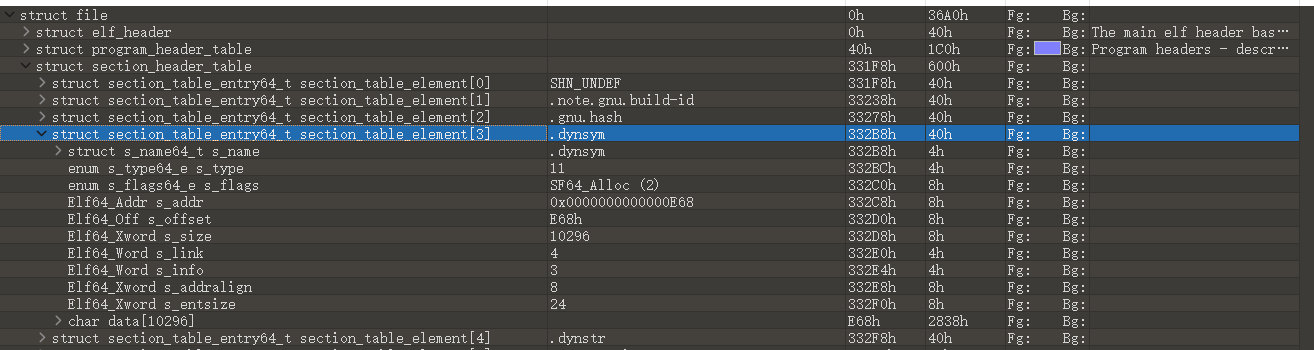 struct file 0h 36A0h Fg: Bg:
struct elf_header 0h 40h Fg: Bg: The main elf header bas…
struct program_header_table 40h 1C0h Fg: Bg: Program headers - descr…
struct section_header_table 331F8h 600h Fg: Bg:
struct section_table_entry64_t section_table_element[0] SHN_UNDEF 331F8h 40h Fg: Bg:
struct section_table_entry64_t section_table_element[1] .note.gnu.build-id 33238h 40h Fg: Bg:
struct section_table_entry64_t section_table_element[2] .gnu.hash 33278h 40h Fg: Bg:
struct section_table_entry64_t section_table_element[3] .dynsym 332B8h 40h Fg: Bg:
struct s_name64_t s_name .dynsym 332B8h 4h Fg: Bg:
enum s_type64_e s_type 11 332BCh 4h Fg: Bg:
enum s_flags64_e s_flags SF64_Alloc (2) 332C0h 8h Fg: Bg:
Elf64_Addr s_addr 0x0000000000000E68 332C8h 8h Fg: Bg:
Elf64_Off s_offset E68h 332D0h 8h Fg: Bg:
Elf64_Xword s_size 10296 332D8h 8h Fg: Bg:
Elf64_Word s_link 4 332E0h 4h Fg: Bg:
Elf64_Word s_info 3 332E4h 4h Fg: Bg:
Elf64_Xword s_addralign 8 332E8h 8h Fg: Bg:
Elf64_Xword s_entsize 24 332F0h 8h Fg: Bg:
char data[10296] E68h 2838h Fg: Bg:
struct section_table_entry64_t section_table_element[4] .dynstr 332F8h 40h Fg: Bg: